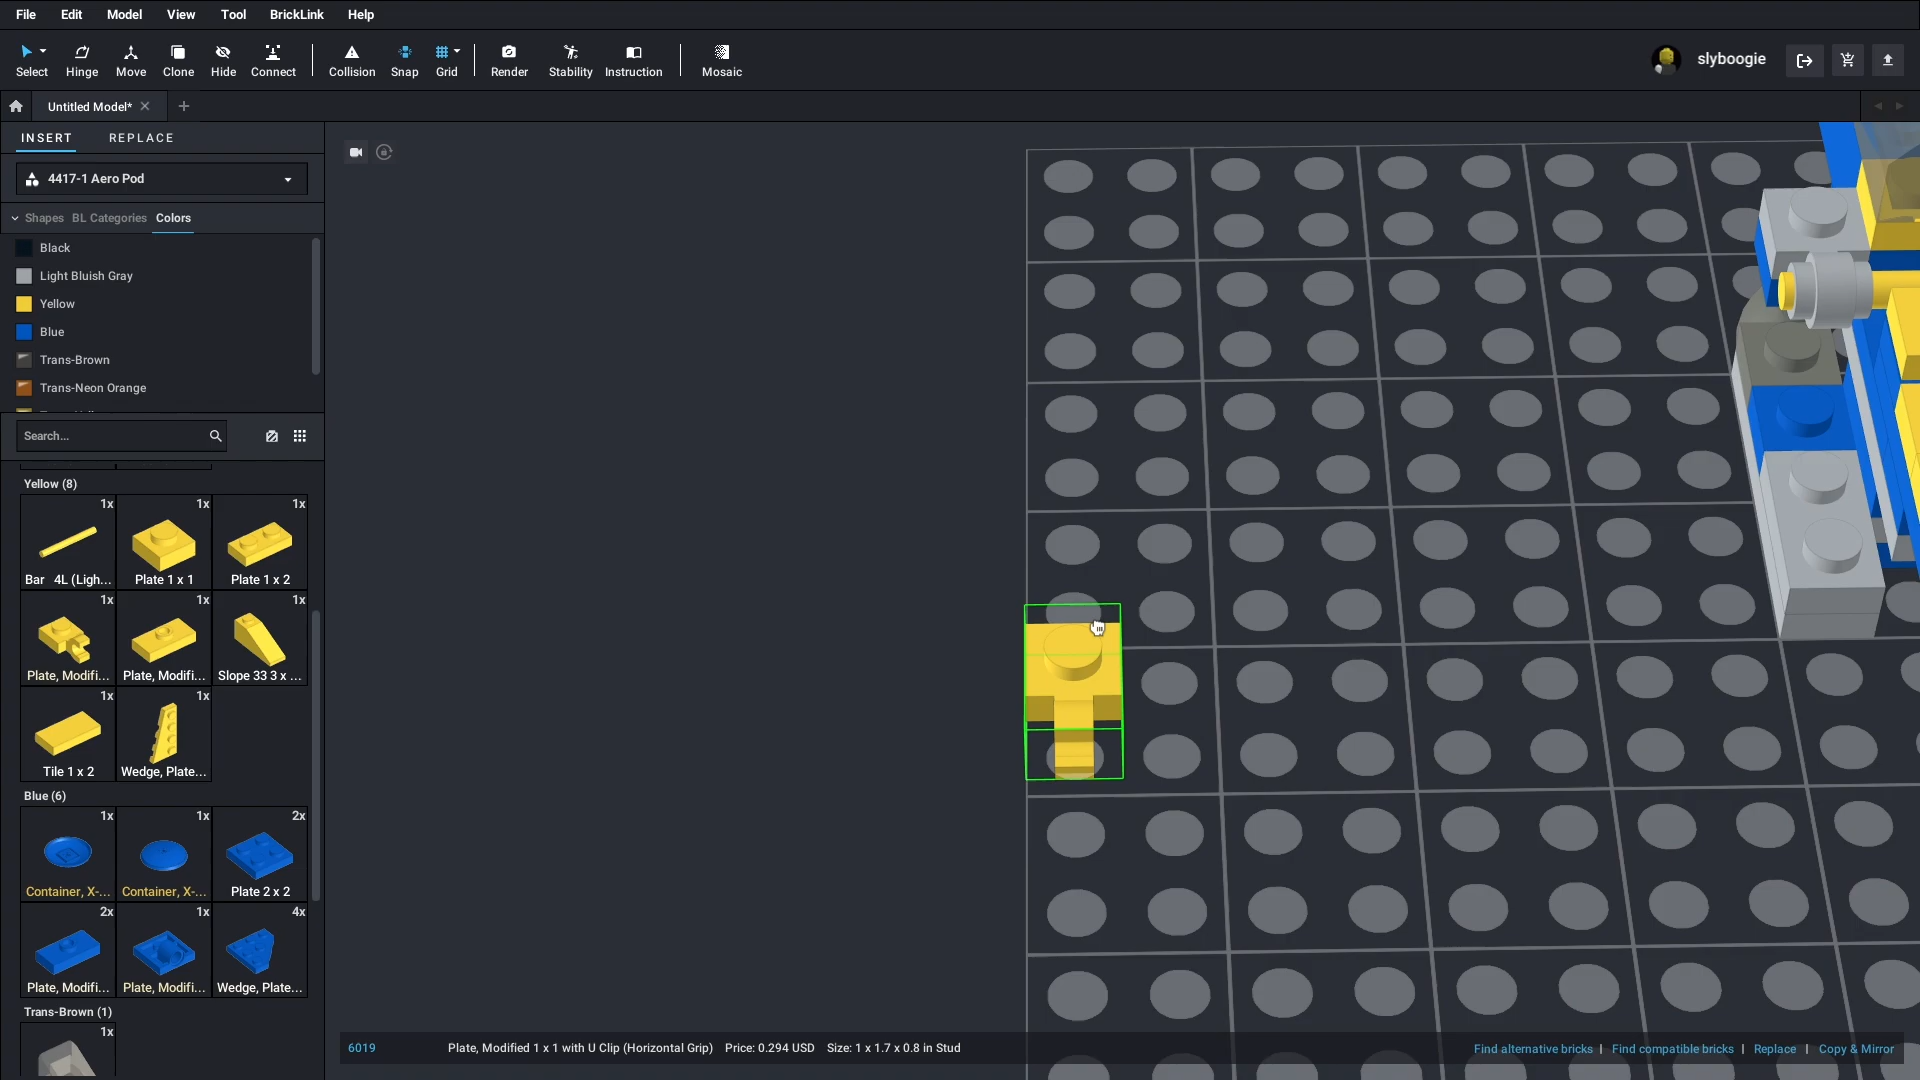 File Edit Model View Tool BrickLink Help
Select Hinge Move Clone Hide Connect Collision Snap Grid Render Stability Instruction Mosaic
slyboogie
Untitled Model*
INSERT REPLACE
4417-1 Aero Pod
Shapes BL Categories Colors
Black
Light Bluish Gray
Yellow
Blue
Trans-Brown
Trans-Neon Orange
Search...
Yellow (8)
1x 1x 1x
Bar 4L (Ligh... Plate 1 x 1 Plate 1 x 2
1x 1x 1x
Plate, Modifi... Plate, Modifi... Slope 33 3 x ...
1x 1x
Tile 1 x 2 Wedge, Plate...
Blue (6)
1x 1x 2x
Container, X-... Container, X-... Plate 2 x 2
2x 1x 4x
Plate, Modifi... Plate, Modifi... Wedge, Plate...
Trans-Brown (1)
1x
6019 Plate, Modified 1 x 1 with U Clip (Horizontal Grip) Price: 0.294 USD Size: 1 x 1.7 x 0.8 in Stud
Find alternative bricks | Find compatible bricks | Replace | Copy & Mirror